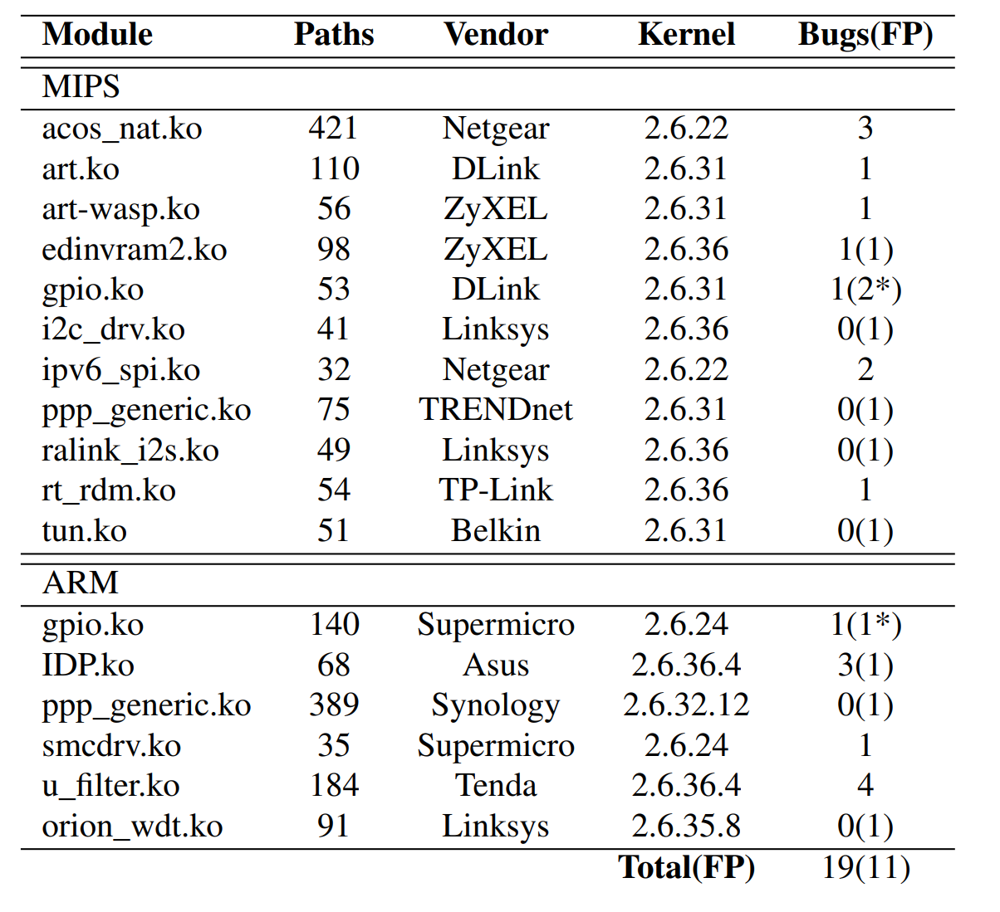 Module Paths Vendor Kernel Bugs(FP)
MIPS
acos_nat.ko 421 Netgear 2.6.22 3
art.ko 110 DLink 2.6.31 1
art-wasp.ko 56 ZyXEL 2.6.31 1
edinvram2.ko 98 ZyXEL 2.6.36 1(1)
gpio.ko 53 DLink 2.6.31 1(2*)
i2c_drv.ko 41 Linksys 2.6.36 0(1)
ipv6_spi.ko 32 Netgear 2.6.22 2
ppp_generic.ko 75 TRENDnet 2.6.31 0(1)
ralink_i2s.ko 49 Linksys 2.6.36 0(1)
rt_rdm.ko 54 TP-Link 2.6.36 1
tun.ko 51 Belkin 2.6.31 0(1)
ARM
gpio.ko 140 Supermicro 2.6.24 1(1*)
IDP.ko 68 Asus 2.6.36.4 3(1)
ppp_generic.ko 389 Synology 2.6.32.12 0(1)
smcdrv.ko 35 Supermicro 2.6.24 1
u_filter.ko 184 Tenda 2.6.36.4 4
orion_wdt.ko 91 Linksys 2.6.35.8 0(1)
Total(FP) 19(11)